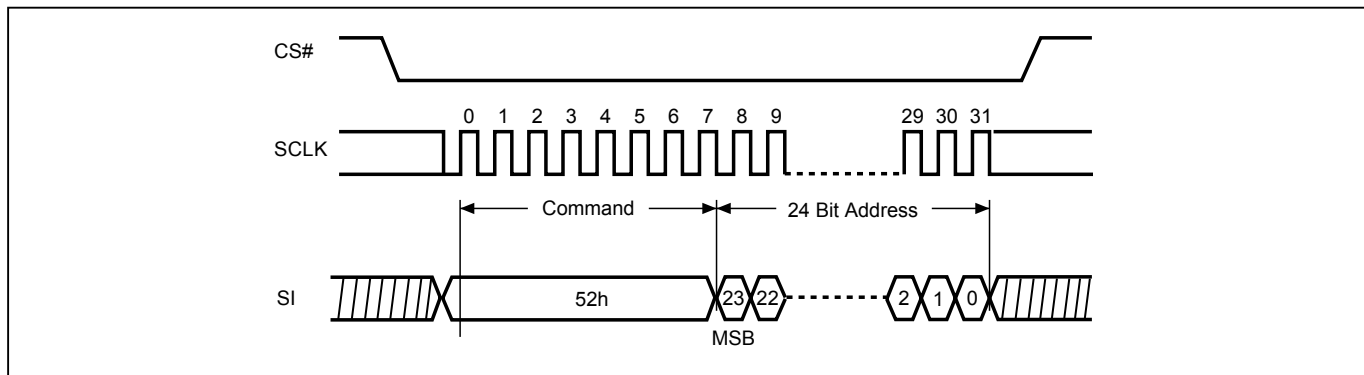 CS#
0 1 2 3 4 5 6 7 8 9 29 30 31
SCLK
Command 24 Bit Address
SI 52h 23 22 2 1 0
MSB